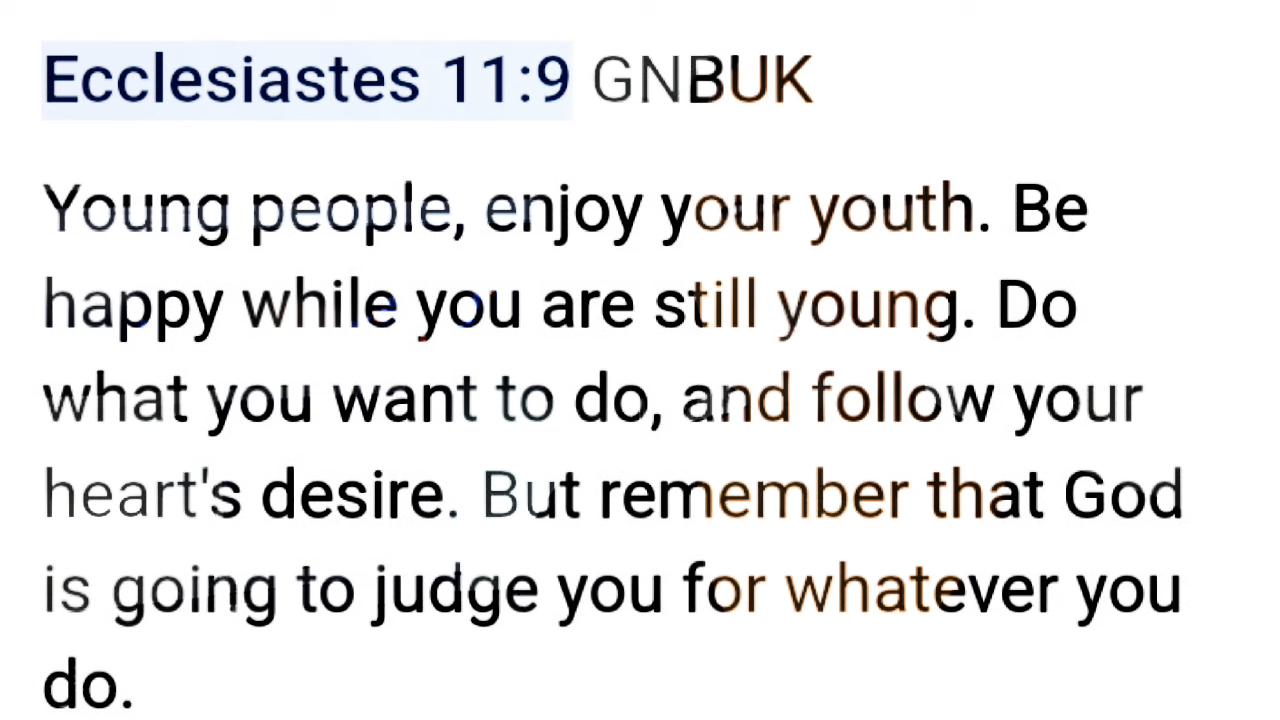 Ecclesiastes 11:9 GNBUK
Young people, enjoy your youth. Be
happy while you are still young. Do
what you want to do, and follow your
heart's desire. But remember that God
is going to judge you for whatever you
do.